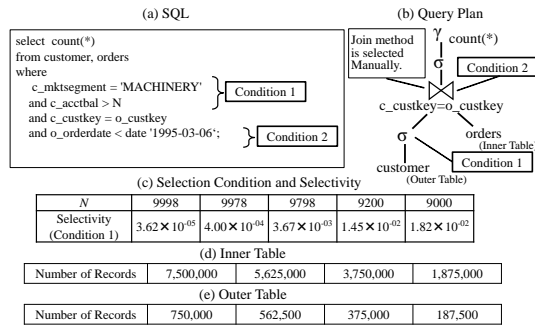 (a) SQL
select count(*)
from customer, orders
where
c_mktsegment = 'MACHINERY'
and c_acctbal > N
and c_custkey = o_custkey
and o_orderdate < date '1995-03-06‘;
Condition 1
Condition 2
(b) Query Plan
Join method
is selected
Manually.
γ count(*)
σ
Condition 2
c_custkey=o_custkey
σ
orders
(Inner Table)
Condition 1
customer
(Outer Table)
(c) Selection Condition and Selectivity
N 9998 9978 9798 9200 9000
Selectivity
(Condition 1) 3.62×10⁻⁰⁵ 4.00×10⁻⁰⁴ 3.67×10⁻⁰³ 1.45×10⁻⁰² 1.82×10⁻⁰²
(d) Inner Table
Number of Records 7,500,000 5,625,000 3,750,000 1,875,000
(e) Outer Table
Number of Records 750,000 562,500 375,000 187,500